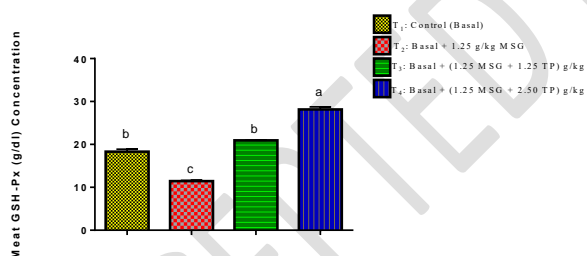 Meat GSH-Px (g/dl) Concentration
T1: Control (Basal)
T2: Basal + 1.25 g/kg MSG
T3: Basal + (1.25 MSG + 1.25 TP) g/kg
T4: Basal + (1.25 MSG + 2.50 TP) g/kg
40
30
20
10
0
b
c
b
a